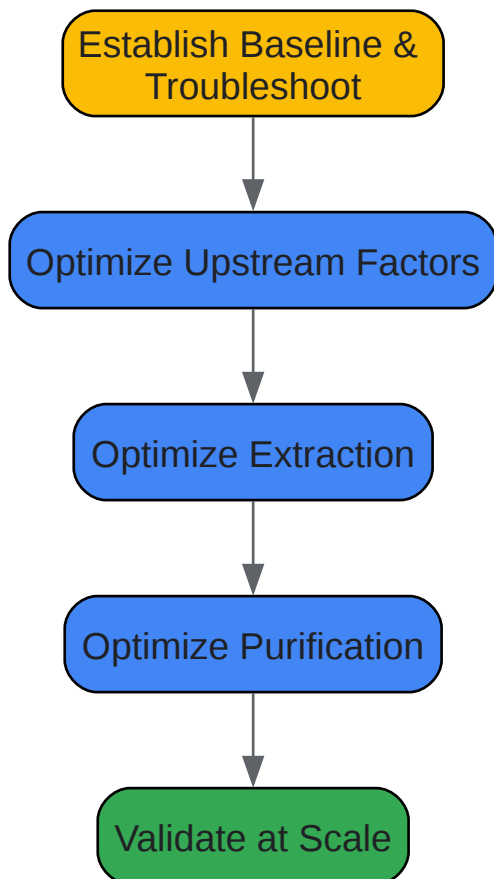 Establish Baseline &
Troubleshoot
Optimize Upstream Factors
Optimize Extraction
Optimize Purification
Validate at Scale